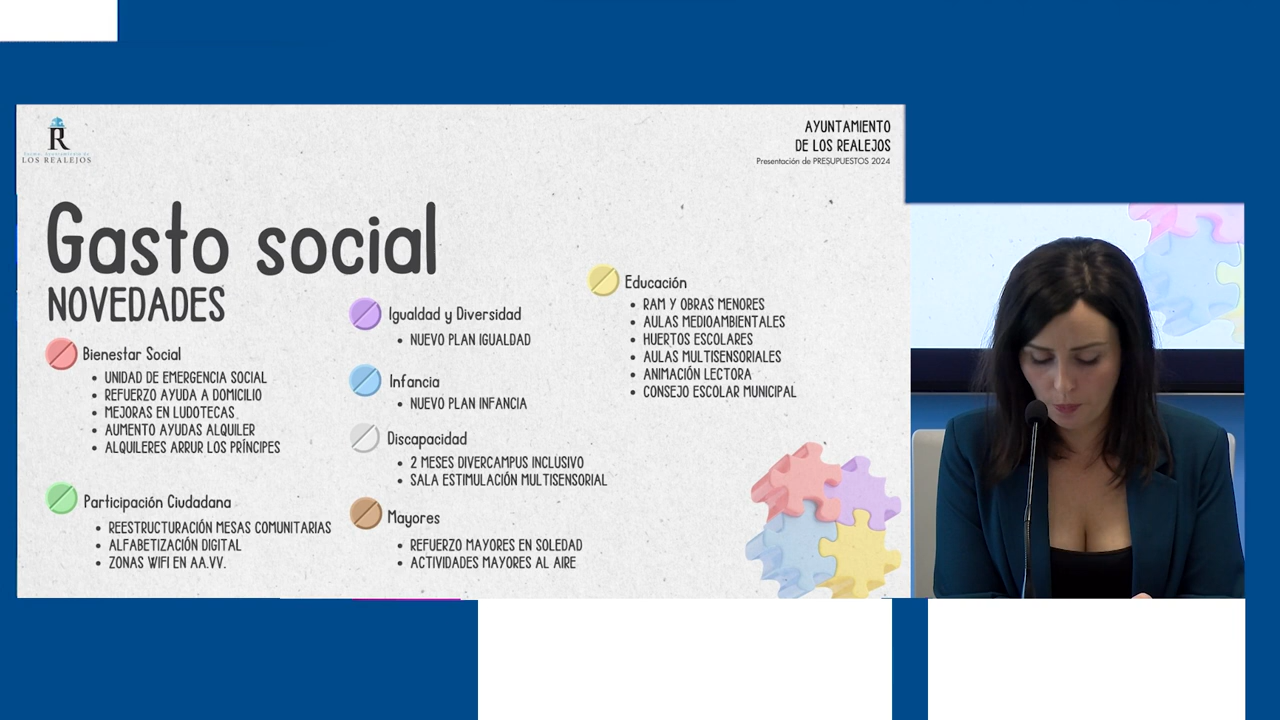 R
LOS REALEJOS
AYUNTAMIENTO
DE LOS REALEJOS
Presentación de PRESUPUESTOS 2024
Gasto social
NOVEDADES
Bienestar Social
• UNIDAD DE EMERGENCIA SOCIAL
• REFUERZO AYUDA A DOMICILIO
• MEJORAS EN LUDOTECAS
• AUMENTO AYUDAS ALQUILER
• ALQUILERES ARRUR LOS PRÍNCIPES
Participación Ciudadana
• REESTRUCTURACIÓN MESAS COMUNITARIAS
• ALFABETIZACIÓN DIGITAL
• ZONAS WIFI EN AA.VV.
Igualdad y Diversidad
• NUEVO PLAN IGUALDAD
Infancia
• NUEVO PLAN INFANCIA
Discapacidad
• 2 MESES DIVERCAMPUS INCLUSIVO
• SALA ESTIMULACIÓN MULTISENSORIAL
Mayores
• REFUERZO MAYORES EN SOLEDAD
• ACTIVIDADES MAYORES AL AIRE
Educación
• RAM Y OBRAS MENORES
• AULAS MEDIOAMBIENTALES
• HUERTOS ESCOLARES
• AULAS MULTISENSORIALES
• ANIMACIÓN LECTORA
• CONSEJO ESCOLAR MUNICIPAL